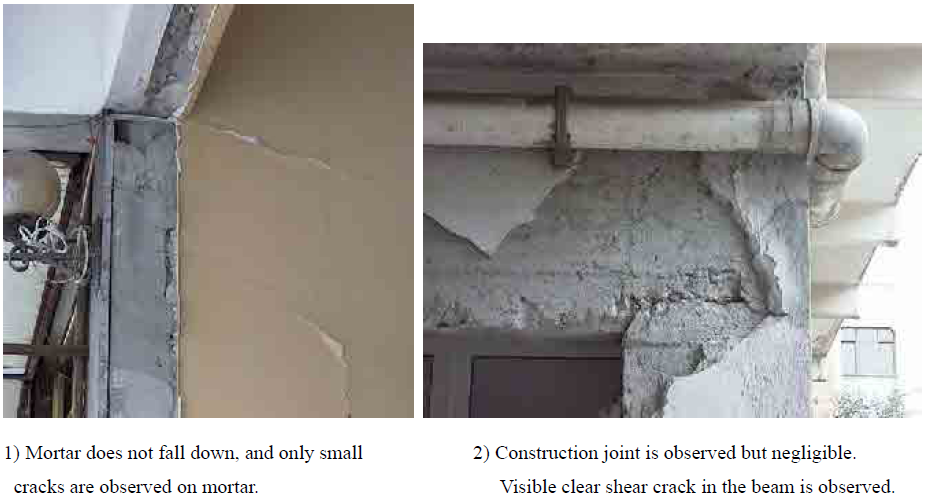 1) Mortar does not fall down, and only small
cracks are observed on mortar.
2) Construction joint is observed but negligible.
Visible clear shear crack in the beam is observed.